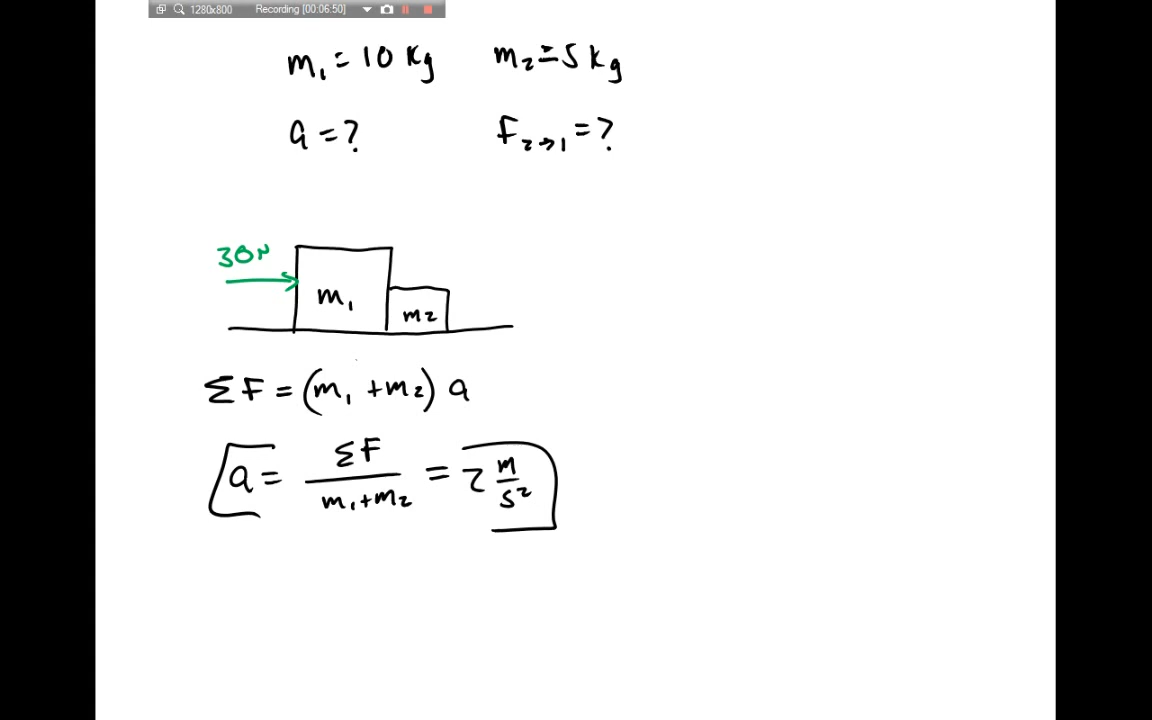 1280x800 Recording [00:06:50]
m₁ = 10 kg m₂ = 5 kg
a = ? F₂→₁ = ?
30N
m₁
m₂
ΣF = (m₁ + m₂) a
a = ΣF / m₁+m₂ = 2 m/s²